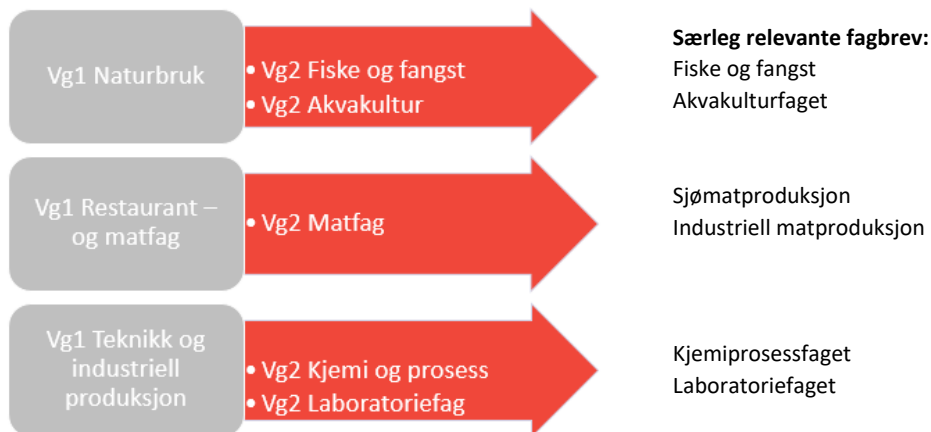 Vg1 Naturbruk
• Vg2 Fiske og fangst
• Vg2 Akvakultur
Særleg relevante fagbrev:
Fiske og fangst
Akvakulturfaget
Vg1 Restaurant –
og matfag
• Vg2 Matfag
Sjømatproduksjon
Industriell matproduksjon
Vg1 Teknikk og
industriell
produksjon
• Vg2 Kjemi og prosess
• Vg2 Laboratoriefag
Kjemiprosessfaget
Laboratoriefaget